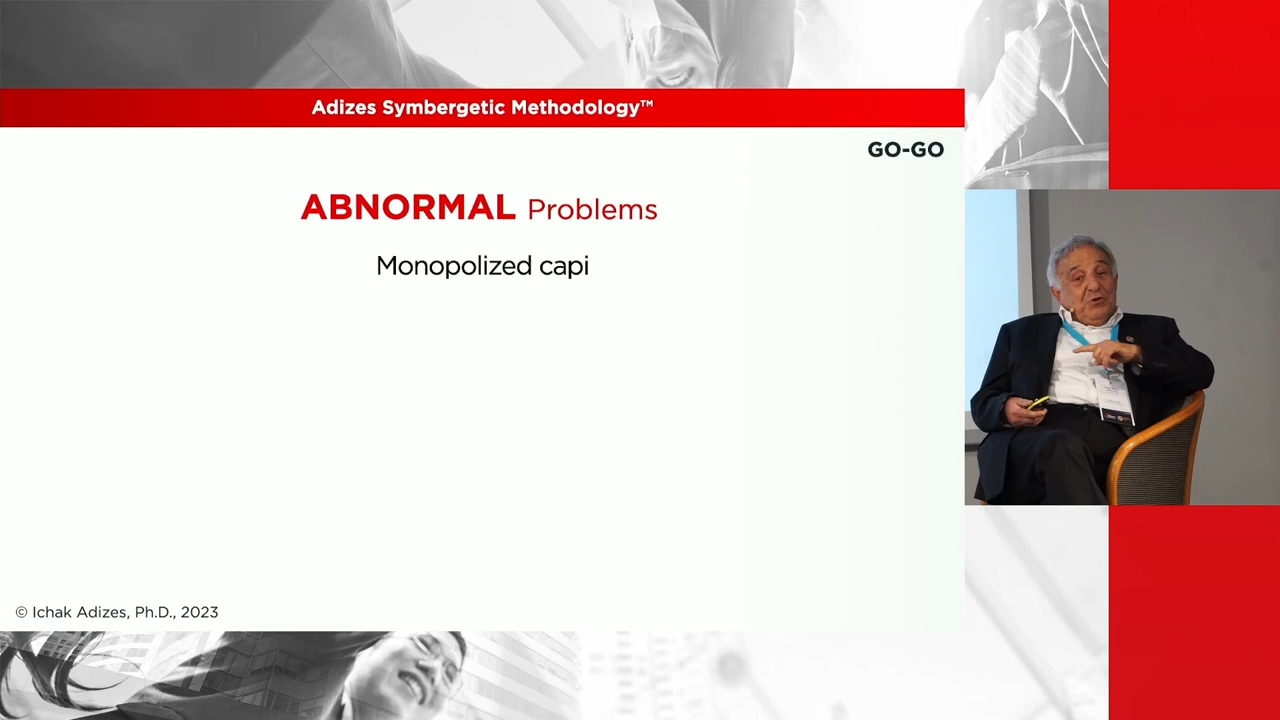 Adizes Symbergetic Methodology™
GO-GO
ABNORMAL Problems
Monopolized capi
© Ichak Adizes, Ph.D., 2023